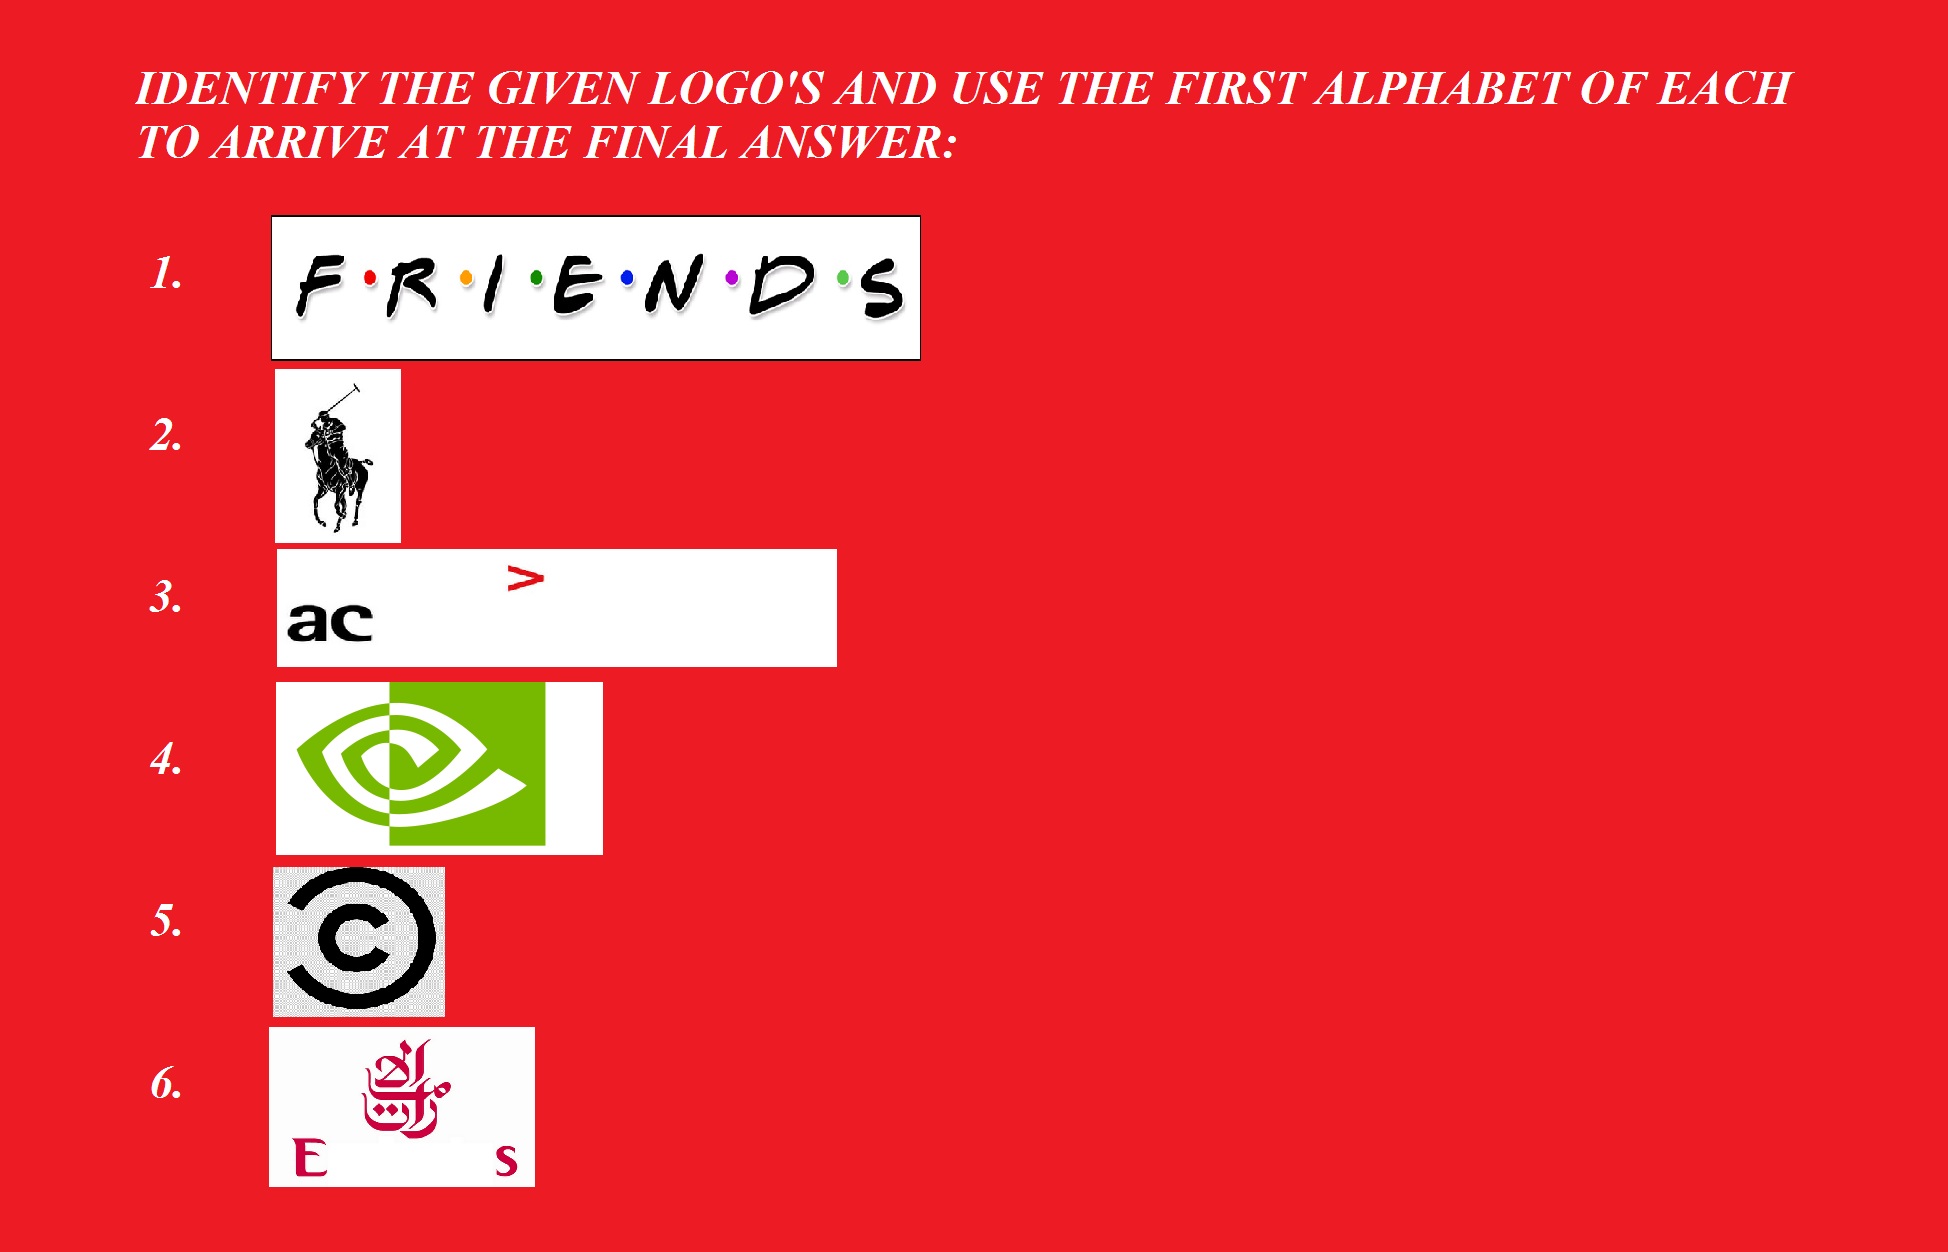 IDENTIFY THE GIVEN LOGO'S AND USE THE FIRST ALPHABET OF EACH
TO ARRIVE AT THE FINAL ANSWER:
1.
F·R·I·E·N·D·S
2.
3.
>
ac
4.
5.
C
6.
الإمارات
E s